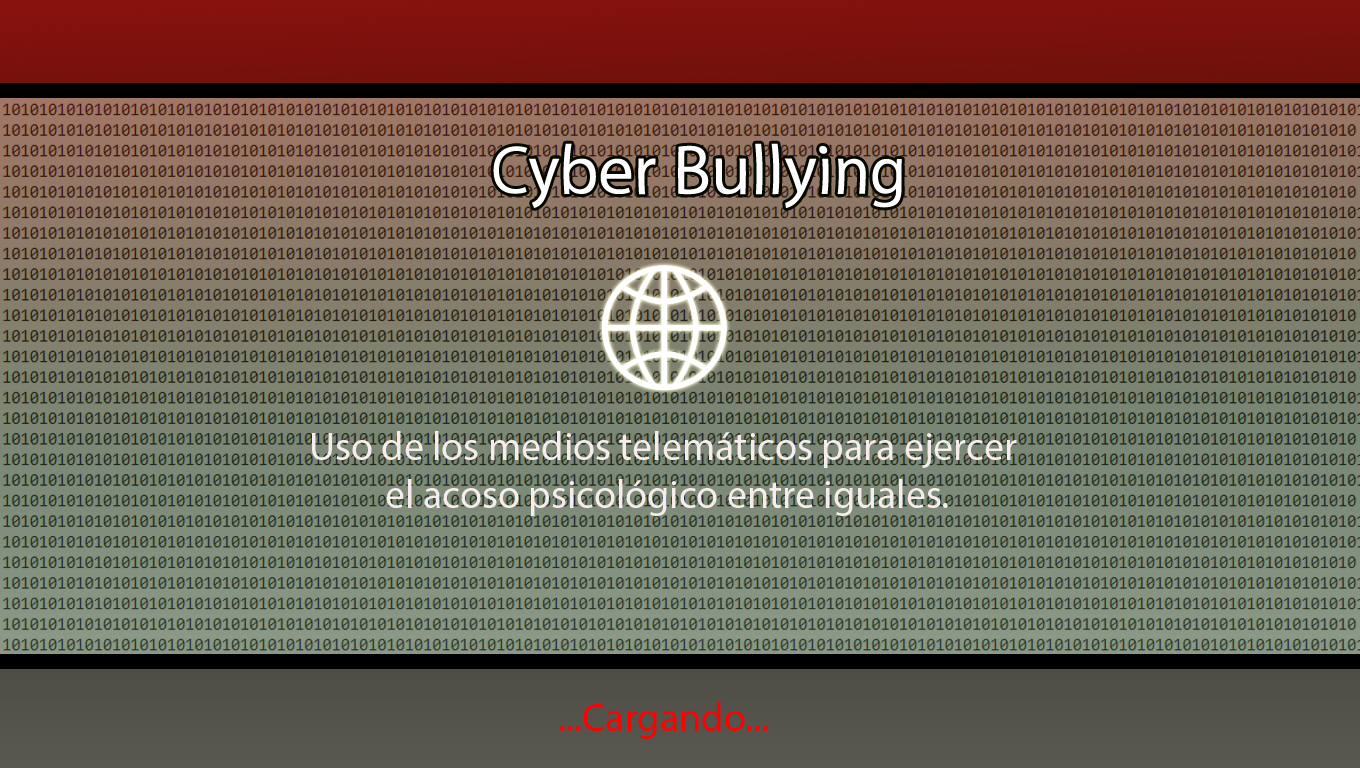 Cyber Bullying
Uso de los medios telemáticos para ejercer
el acoso psicológico entre iguales.
...Cargando...